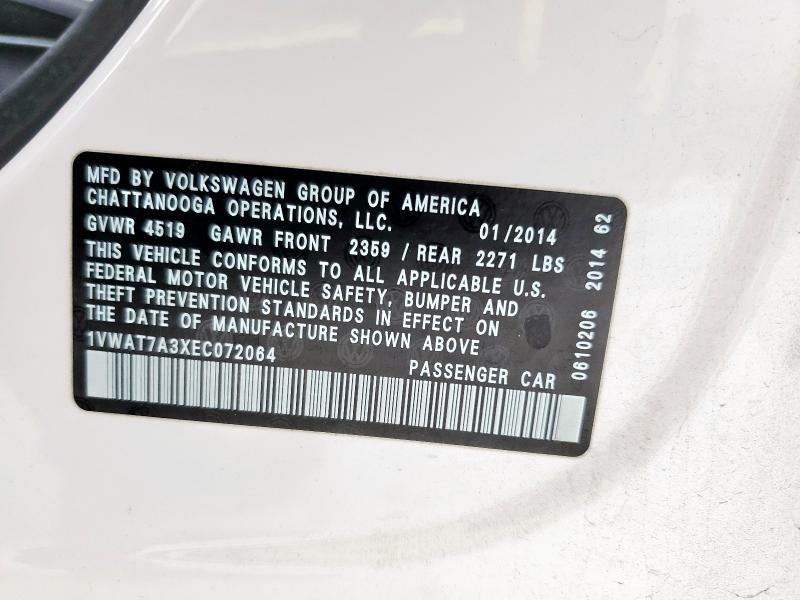 MFD BY VOLKSWAGEN GROUP OF AMERICA
CHATTANOOGA OPERATIONS, LLC. 01/2014
GVWR 4519 GAWR FRONT 2359 / REAR 2271 LBS
THIS VEHICLE CONFORMS TO ALL APPLICABLE U.S.
FEDERAL MOTOR VEHICLE SAFETY, BUMPER AND
THEFT PREVENTION STANDARDS IN EFFECT ON
THE DATE OF MANUFACTURE SHOWN ABOVE
1VWAT7A3XEC072064 PASSENGER CAR
0610206 2014 62